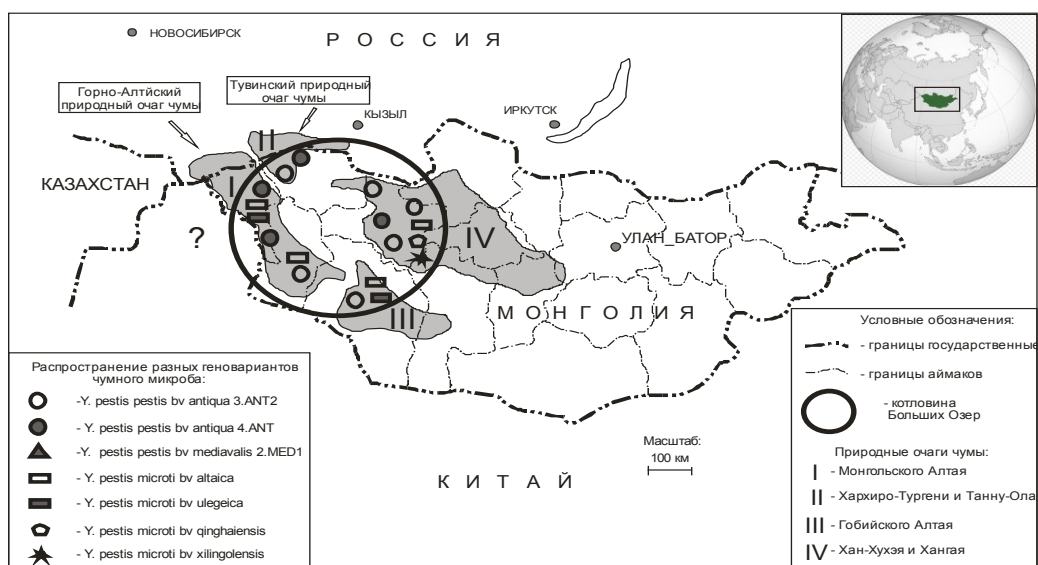 НОВОСИБИРСК
РОССИЯ
Горно-Алтйский
природный очаг чумы
Тувинский природный
очаг чумы
КЫЗЫЛ
ИРКУТСК
КАЗАХСТАН
I
II
?
IV
УЛАН_БАТОР
III
МОНГОЛИЯ
КИТАЙ
Масштаб:
100 км
Распространение разных геновариантов
чумного микроба:
-Y. pestis pestis bv antiqua 3.ANT2
- Y. pestis pestis bv antiqua 4.ANT
-Y. pestis pestis bv mediavalis 2.MED1
- Y. pestis microti bv altaica
- Y. pestis microti bv ulegeica
- Y. pestis microti bv qinghaiensis
- Y. pestis microti bv xilingolensis
Условные обозначения:
- границы государственные
- границы аймаков
- котловина
Больших Озер
Природные очаги чумы:
I - Монгольского Алтая
II - Хархиро-Тургени и Танну-Ола
III - Гобийского Алтая
IV - Хан-Хухэя и Хангая